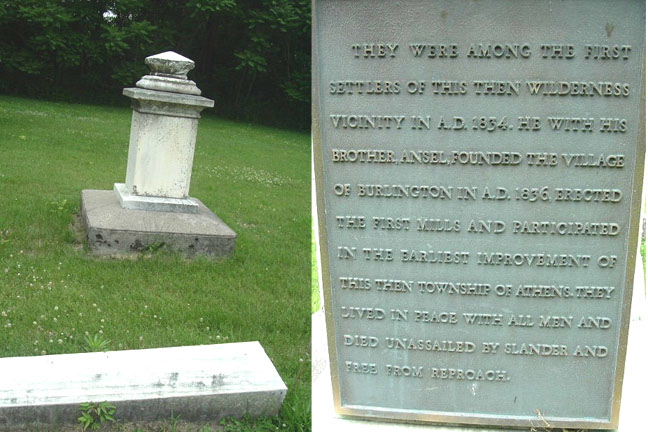 THEY WERE AMONG THE FIRST
SETTLERS OF THIS THEN WILDERNESS
VICINITY IN A.D. 1834. HE WITH HIS
BROTHER, ANSEL, FOUNDED THE VILLAGE
OF BURLINGTON IN A.D. 1836, ERECTED
THE FIRST MILLS AND PARTICIPATED
IN THE EARLIEST IMPROVEMENT OF
THIS THEN TOWNSHIP OF ATHENS. THEY
LIVED IN PEACE WITH ALL MEN AND
DIED UNASSAILED BY SLANDER AND
FREE FROM REPROACH.